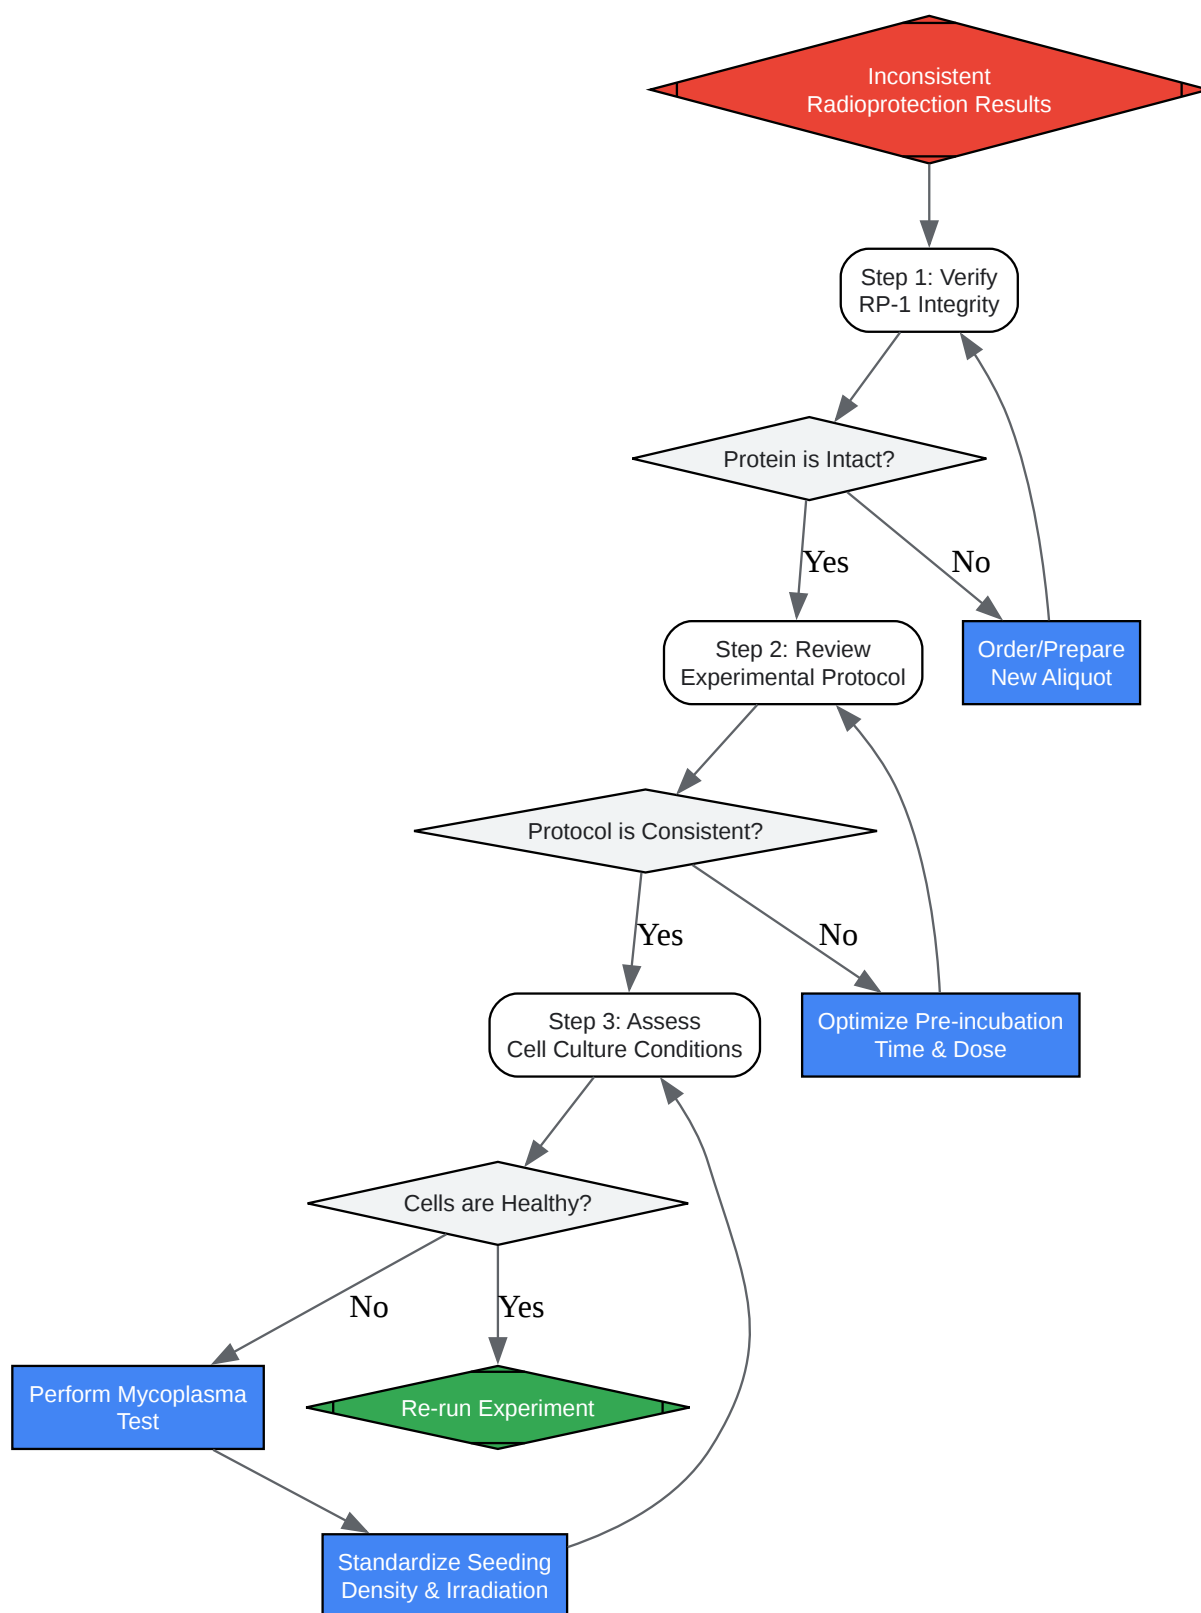 Inconsistent
Radioprotection Results
Step 1: Verify
RP-1 Integrity
Protein is Intact?
Yes
No
Step 2: Review
Experimental Protocol
Order/Prepare
New Aliquot
Protocol is Consistent?
Yes
No
Step 3: Assess
Cell Culture Conditions
Optimize Pre-incubation
Time & Dose
Cells are Healthy?
No
Yes
Perform Mycoplasma
Test
Re-run Experiment
Standardize Seeding
Density & Irradiation